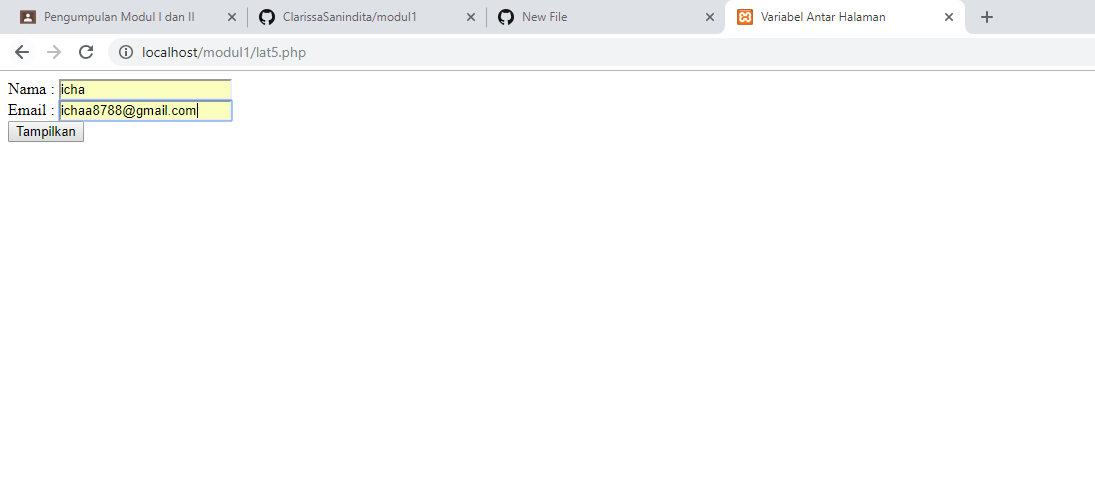 Pengumpulan Modul I dan II
ClarissaSanindita/modul1
New File
Variabel Antar Halaman
localhost/modul1/lat5.php
Nama : icha
Email : ichaa8788@gmail.com
Tampilkan